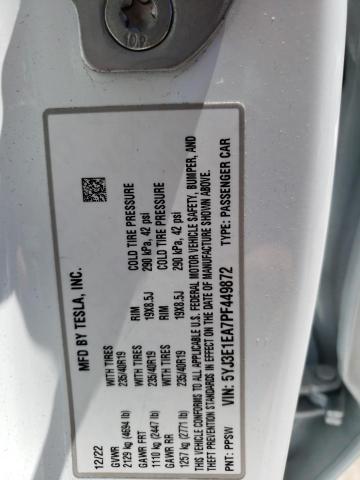 10.9
MFD BY TESLA, INC.
12/22
GVWR WITH TIRES RIM COLD TIRE PRESSURE
2129 kg (4694 lb) 235/40R19 19X8.5J 290 kPa, 42 psi
GAWR FRT WITH TIRES RIM COLD TIRE PRESSURE
1110 kg (2447 lb) 235/40R19 19X8.5J 290 kPa, 42 psi
GAWR RR
1257 kg (2771 lb)
THIS VEHICLE CONFORMS TO ALL APPLICABLE U.S. FEDERAL MOTOR VEHICLE SAFETY, BUMPER, AND
THEFT PREVENTION STANDARDS IN EFFECT ON THE DATE OF MANUFACTURE SHOWN ABOVE.
VIN: 5YJ3E1EA7PF449872 TYPE: PASSENGER CAR
PNT: PPSW